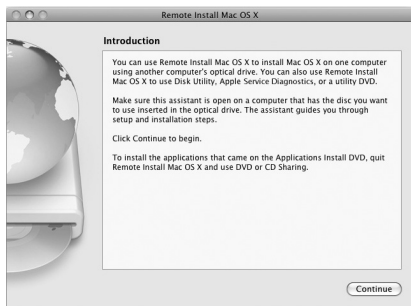 Remote Install Mac OS X
Introduction
You can use Remote Install Mac OS X to install Mac OS X on one computer
using another computer's optical drive. You can also use Remote Install
Mac OS X to use Disk Utility, Apple Service Diagnostics, or a utility DVD.
Make sure this assistant is open on a computer that has the disc you want
to use inserted in the optical drive. The assistant guides you through
setup and installation steps.
Click Continue to begin.
To install the applications that came on the Applications Install DVD, quit
Remote Install Mac OS X and use DVD or CD Sharing.
Continue